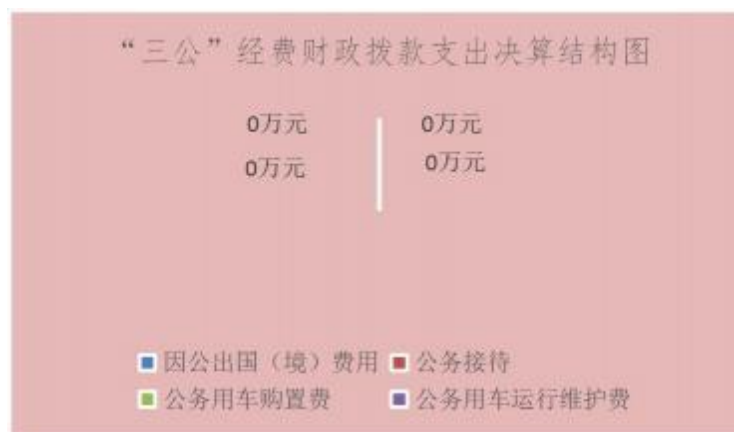 “三公”经费财政拨款支出决算结构图
0万元 0万元
0万元 0万元
因公出国（境）费用 公务接待
公务用车购置费 公务用车运行维护费